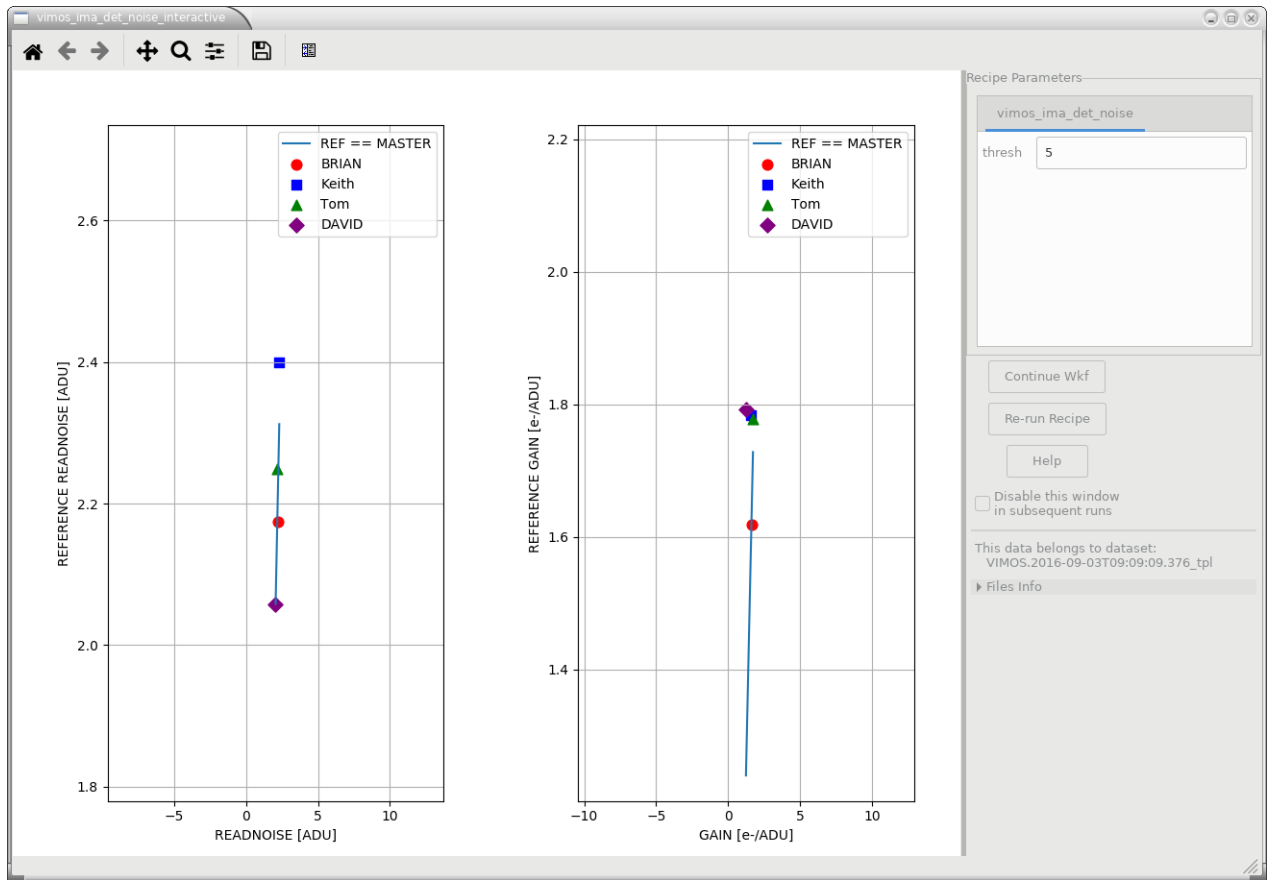 vimos_ima_det_noise_interactive
REF == MASTER
BRIAN
Keith
Tom
DAVID
2.6
2.4
2.2
2.0
1.8
REFERENCE READNOISE [ADU]
−5 0 5 10
READNOISE [ADU]
REF == MASTER
BRIAN
Keith
Tom
DAVID
2.2
2.0
1.8
1.6
1.4
REFERENCE GAIN [e-/ADU]
−10 −5 0 5 10
GAIN [e-/ADU]
Recipe Parameters
vimos_ima_det_noise
thresh 5
Continue Wkf
Re-run Recipe
Help
Disable this window
in subsequent runs
This data belongs to dataset:
VIMOS.2016-09-03T09:09:09.376_tpl
Files Info